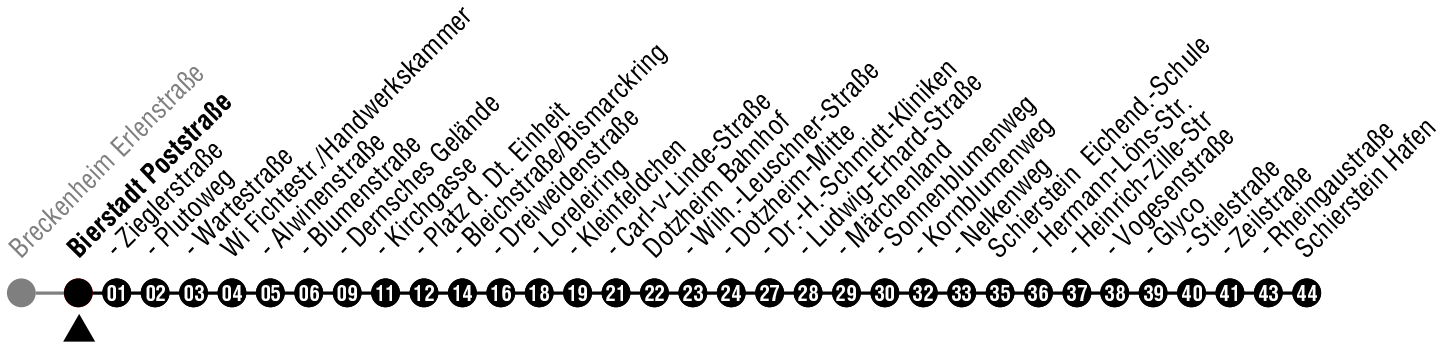 Breckenheim Erlenstraße
Bierstadt Poststraße
- Zieglerstraße
- Plutoweg
- Wartestraße
Wi Fichtestr./Handwerkskammer
- Alwinenstraße
- Blumenstraße
- Dernsches Gelände
- Kirchgasse
- Platz d. Dt. Einheit
- Bleichstraße/Bismarckring
- Dreiweidenstraße
- Loreleiring
- Kleinfeldchen
- Carl-v-Linde-Straße
Dotzheim Bahnhof
- Wilh.-Leuschner-Straße
- Dotzheim-Mitte
- Dr.-H.-Schmidt-Kliniken
- Ludwig-Erhard-Straße
- Märchenland
- Sonnenblumenweg
- Kornblumenweg
- Nelkenweg
Schierstein Eichend.-Schule
- Hermann-Löns-Str.
- Heinrich-Zille-Str
- Vogesenstraße
- Glyco
- Stielstraße
- Zeilstraße
- Rheingaustraße
Schierstein Hafen
01 02 03 04 05 06 09 11 12 14 16 18 19 21 22 23 24 27 28 29 30 32 33 35 36 37 38 39 40 41 43 44